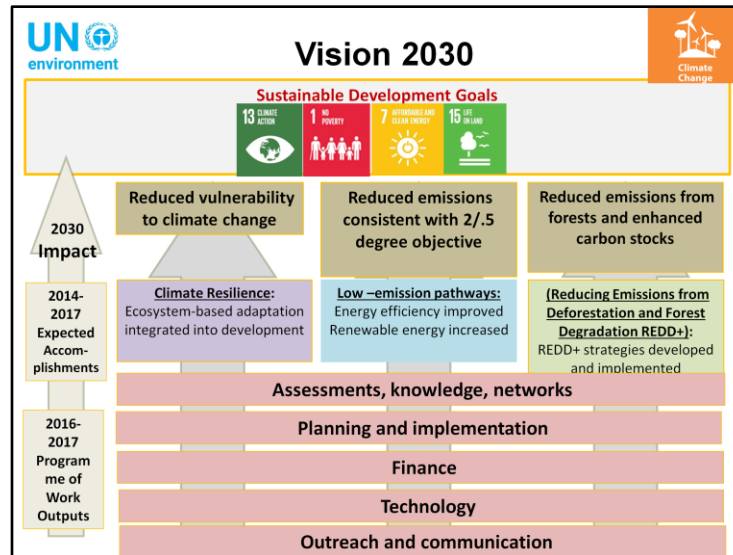 UN
environment
Vision 2030
Climate
Change
Sustainable Development Goals
13 CLIMATE
ACTION
1 NO
POVERTY
7 AFFORDABLE AND
CLEAN ENERGY
15 LIFE
ON LAND
2030
Impact
Reduced vulnerability
to climate change
Reduced emissions
consistent with 2/.5
degree objective
Reduced emissions from
forests and enhanced
carbon stocks
2014-
2017
Expected
Accom-
plishments
Climate Resilience:
Ecosystem-based adaptation
integrated into development
Low –emission pathways:
Energy efficiency improved
Renewable energy increased
(Reducing Emissions from
Deforestation and Forest
Degradation REDD+):
REDD+ strategies developed
and implemented
2016-
2017
Program
me of
Work
Outputs
Assessments, knowledge, networks
Planning and implementation
Finance
Technology
Outreach and communication